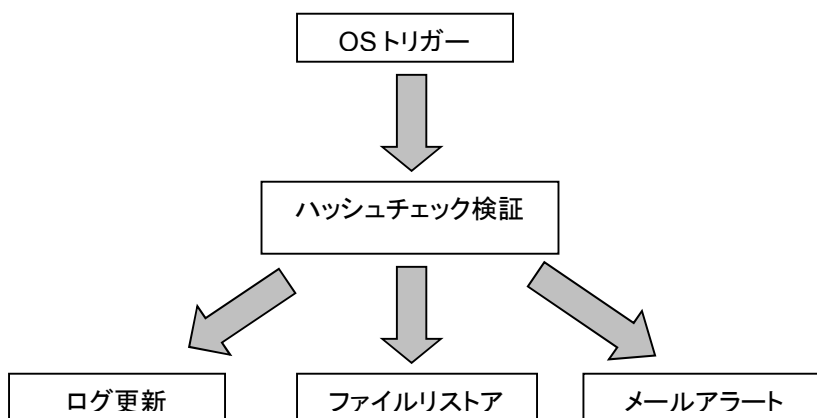 OSトリガー
ハッシュチェック検証
ログ更新
ファイルリストア
メールアラート